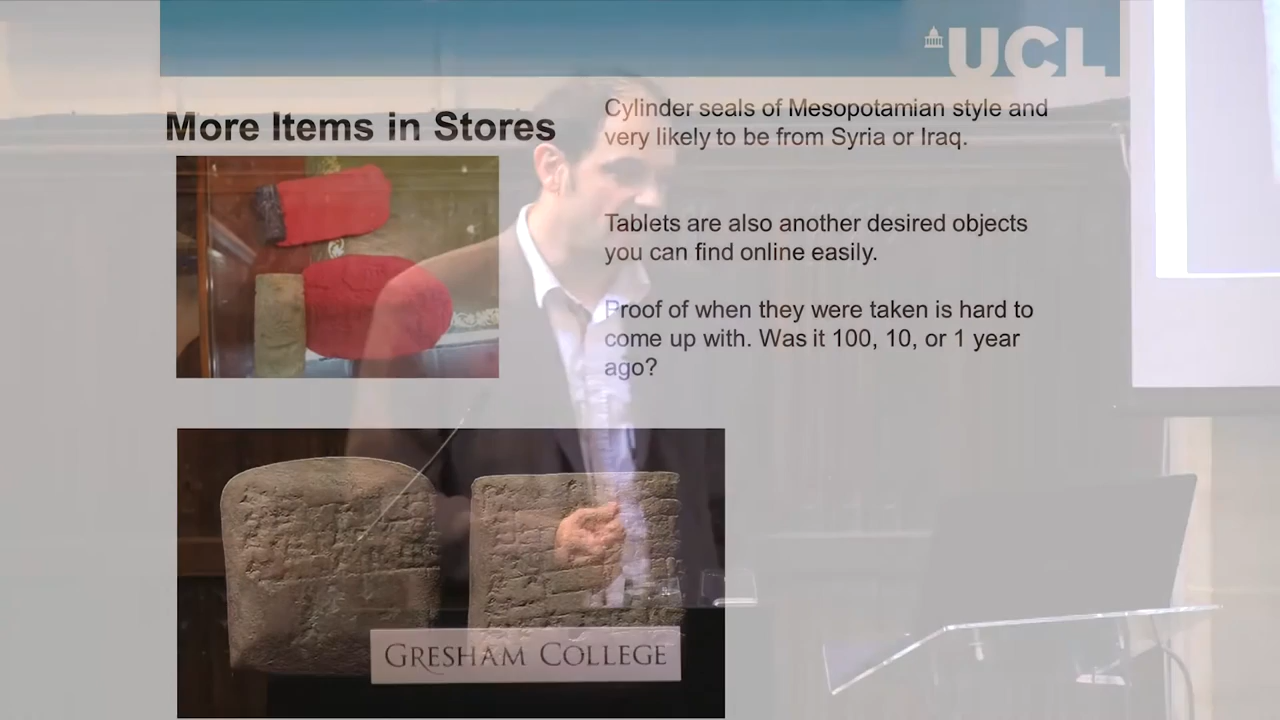 UCL
More Items in Stores
Cylinder seals of Mesopotamian style and
very likely to be from Syria or Iraq.
Tablets are also another desired objects
you can find online easily.
Proof of when they were taken is hard to
come up with. Was it 100, 10, or 1 year
ago?
GRESHAM COLLEGE